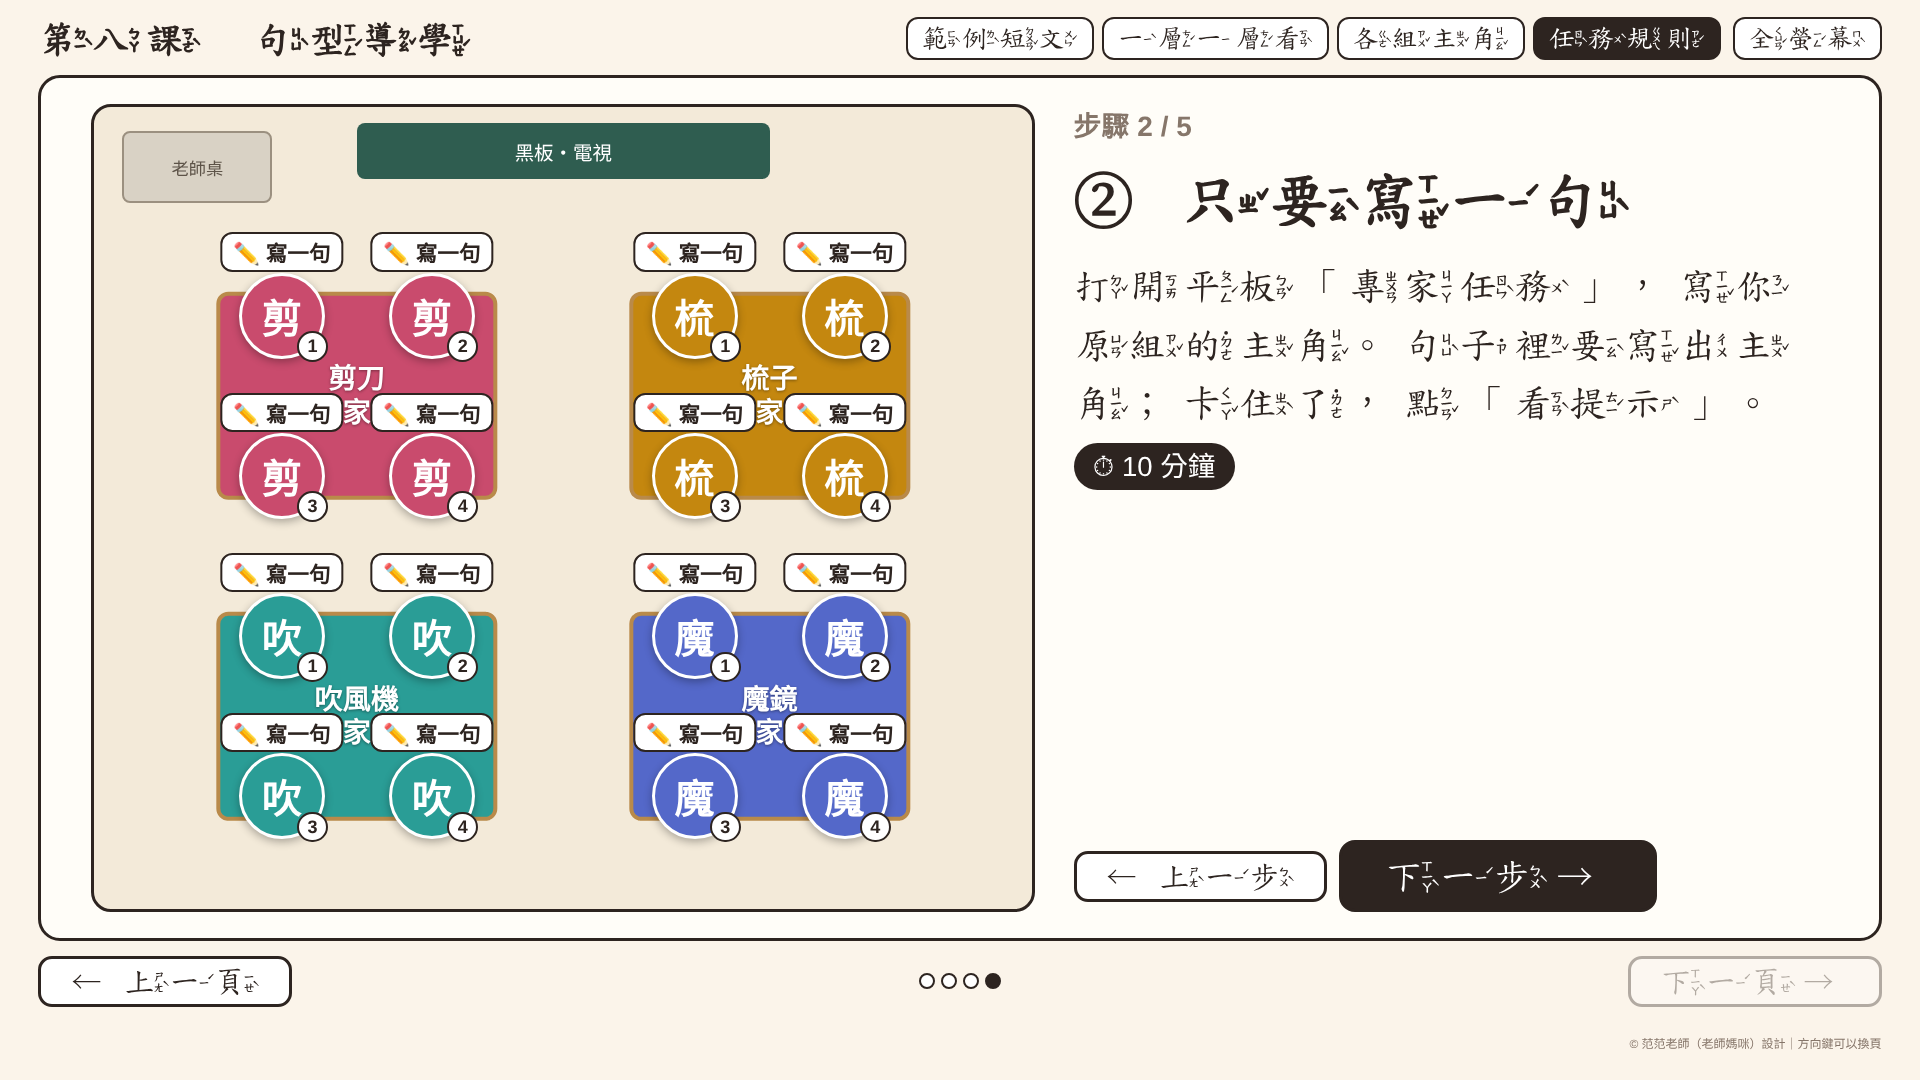 第八課 句型導學
範例短文
一層一層看
各組主角
任務規則
全螢幕
老師桌
黑板・電視
✏️ 寫一句 ✏️ 寫一句 ✏️ 寫一句 ✏️ 寫一句
剪 1 剪 2 梳 1 梳 2
剪刀 梳子
✏️ 寫一句 家 ✏️ 寫一句 ✏️ 寫一句 家 ✏️ 寫一句
剪 3 剪 4 梳 3 梳 4
✏️ 寫一句 ✏️ 寫一句 ✏️ 寫一句 ✏️ 寫一句
吹 1 吹 2 魔 1 魔 2
吹風機 魔鏡
✏️ 寫一句 家 ✏️ 寫一句 ✏️ 寫一句 家 ✏️ 寫一句
吹 3 吹 4 魔 3 魔 4
步驟 2 / 5
② 只要寫一句
打開平板「專家任務」，寫你
原組的主角。句子裡要寫出主
角；卡住了，點「看提示」。
⏱ 10 分鐘
← 上一步
下一步 →
← 上一頁
下一頁 →
© 范范老師（老師媽咪）設計｜方向鍵可以換頁